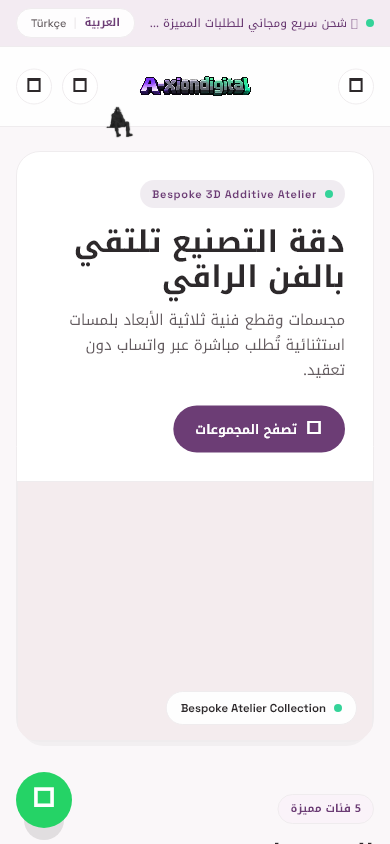 شحن سريع ومجاني للطلبات المميزة ...
العربية
Türkçe
A-xiondigital
Bespoke 3D Additive Atelier
دقة التصنيع تلتقي
بالفن الراقي
مجسمات وقطع فنية ثلاثية الأبعاد بلمسات
استثنائية تُطلب مباشرة عبر واتساب دون
تعقيد.
تصفح المجموعات
Bespoke Atelier Collection
5 فئات مميزة